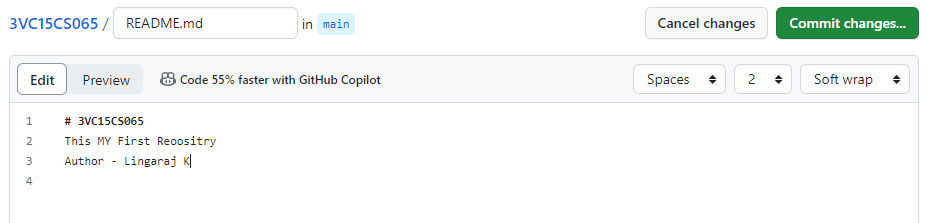 3VC15CS065 / README.md in main Cancel changes Commit changes...
Edit Preview Code 55% faster with GitHub Copilot Spaces 2 Soft wrap
1 # 3VC15CS065
2 This MY First Reoositry
3 Author - Lingaraj K
4